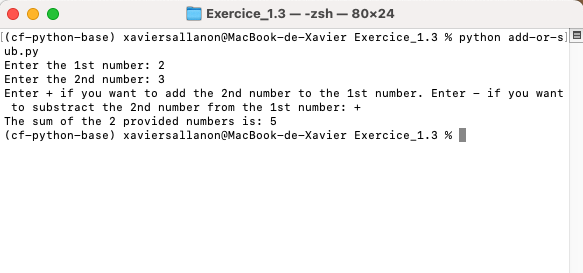 Exercice_1.3 — -zsh — 80×24
[(cf-python-base) xaviersallanon@MacBook-de-Xavier Exercice_1.3 % python add-or-s]
ub.py
Enter the 1st number: 2
Enter the 2nd number: 3
Enter + if you want to add the 2nd number to the 1st number. Enter - if you want
 to substract the 2nd number from the 1st number: +
The sum of the 2 provided numbers is: 5
(cf-python-base) xaviersallanon@MacBook-de-Xavier Exercice_1.3 %